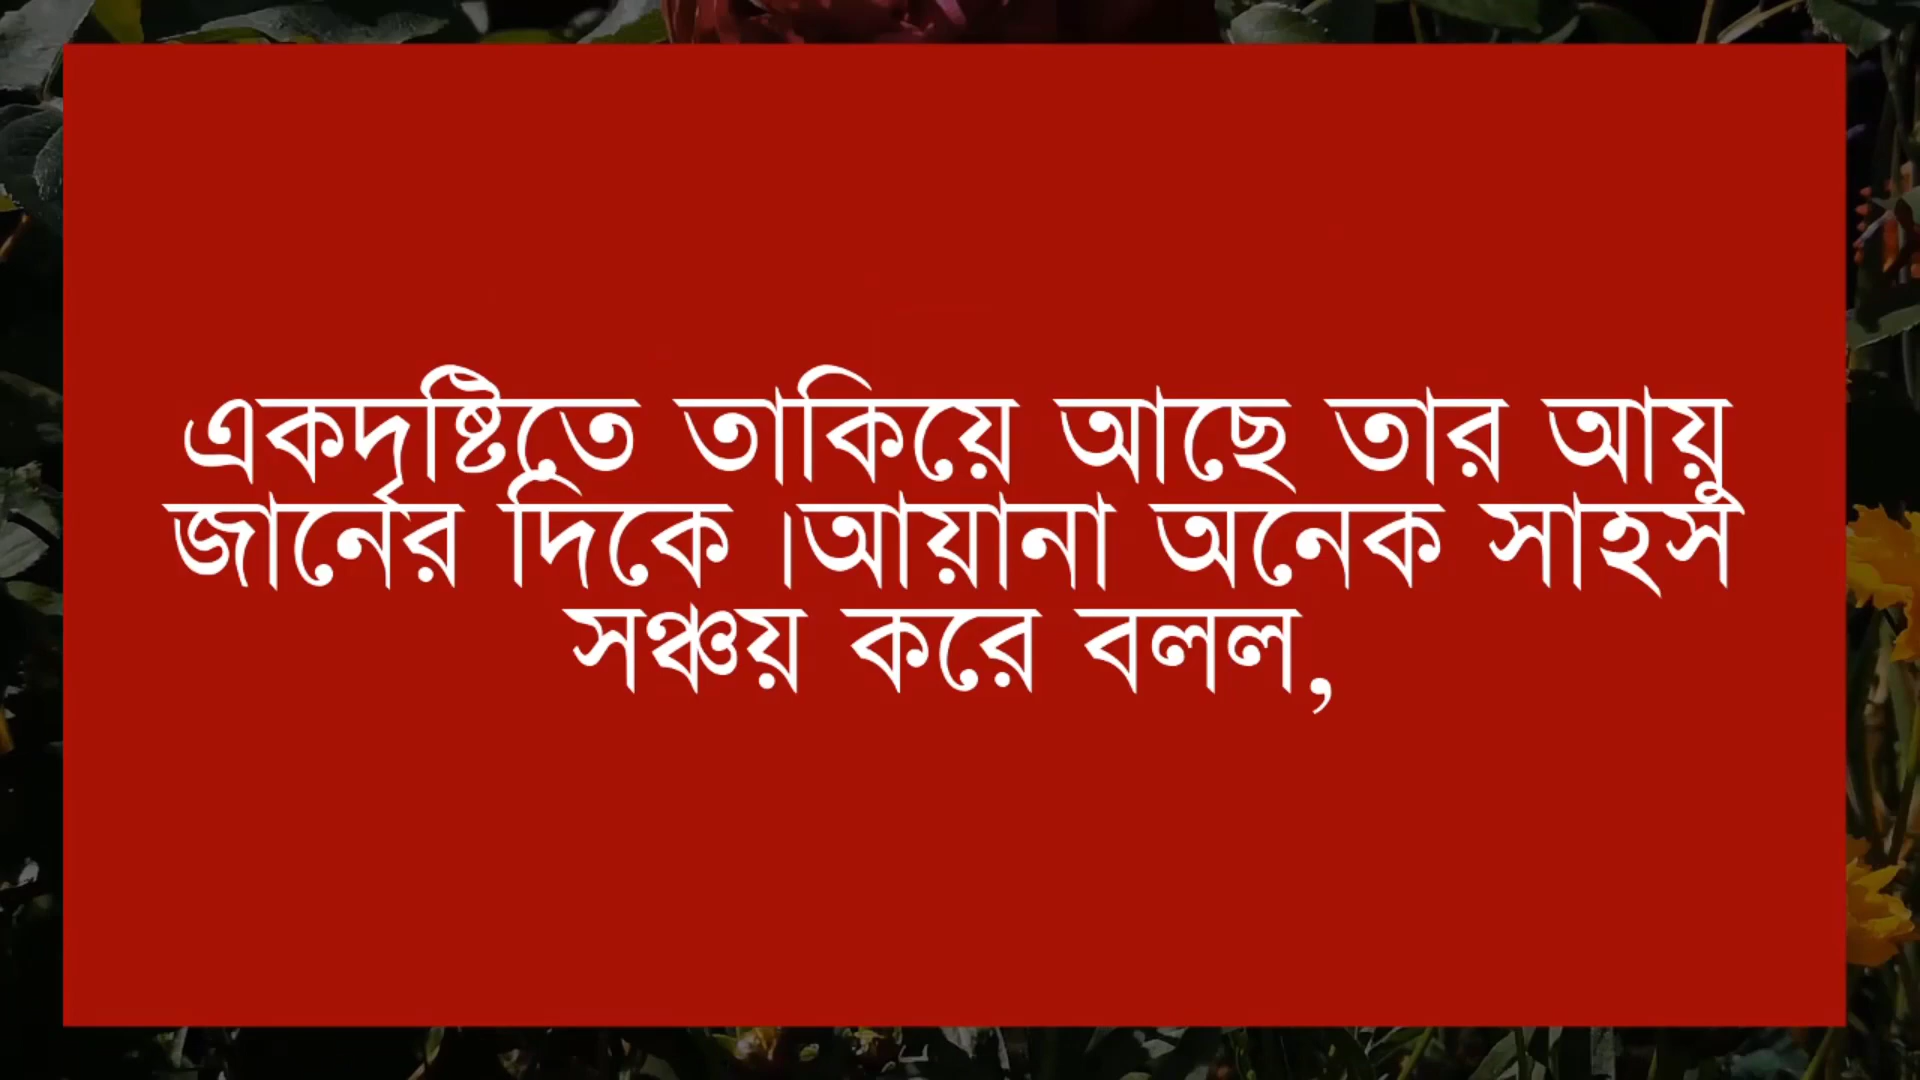 একদৃষ্টিতে তাকিয়ে আছে তার আয়ু
জানের দিকে ।আয়ানা অনেক সাহস
সঞ্চয় করে বলল,